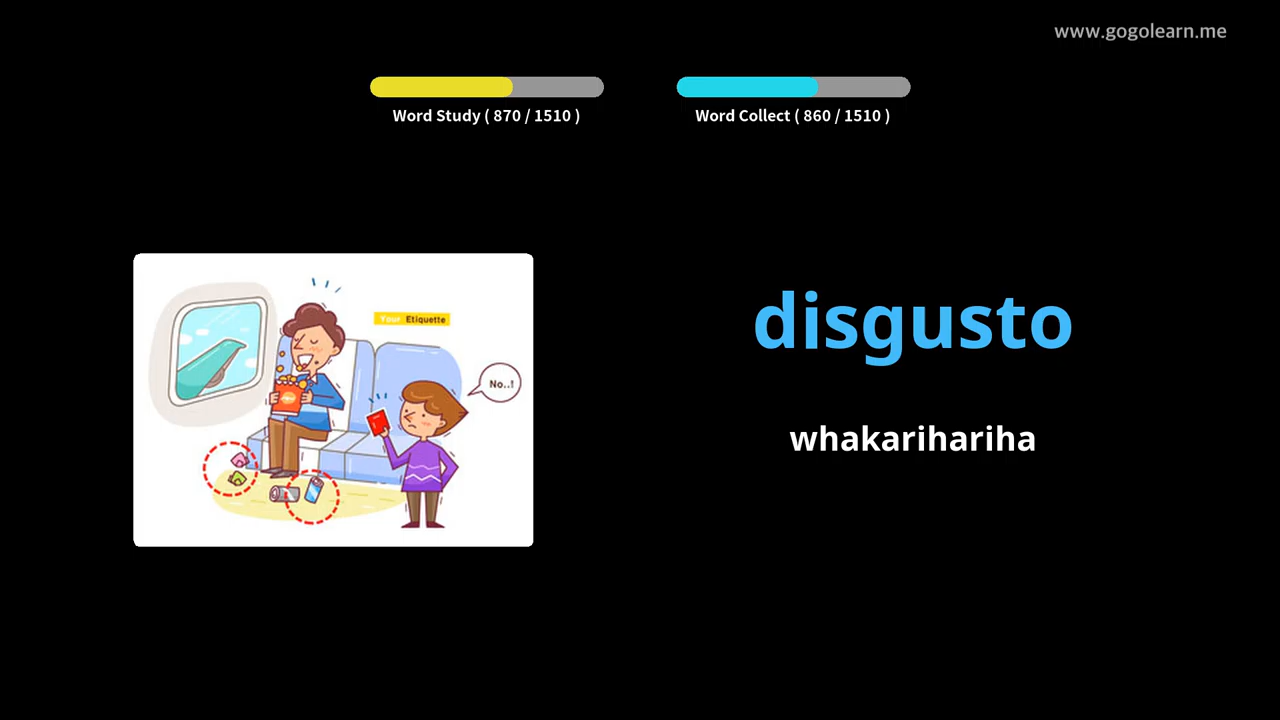 www.gogolearn.me
Word Study ( 870 / 1510 )
Word Collect ( 860 / 1510 )
Your Etiquette
No..!
disgusto
whakarihariha